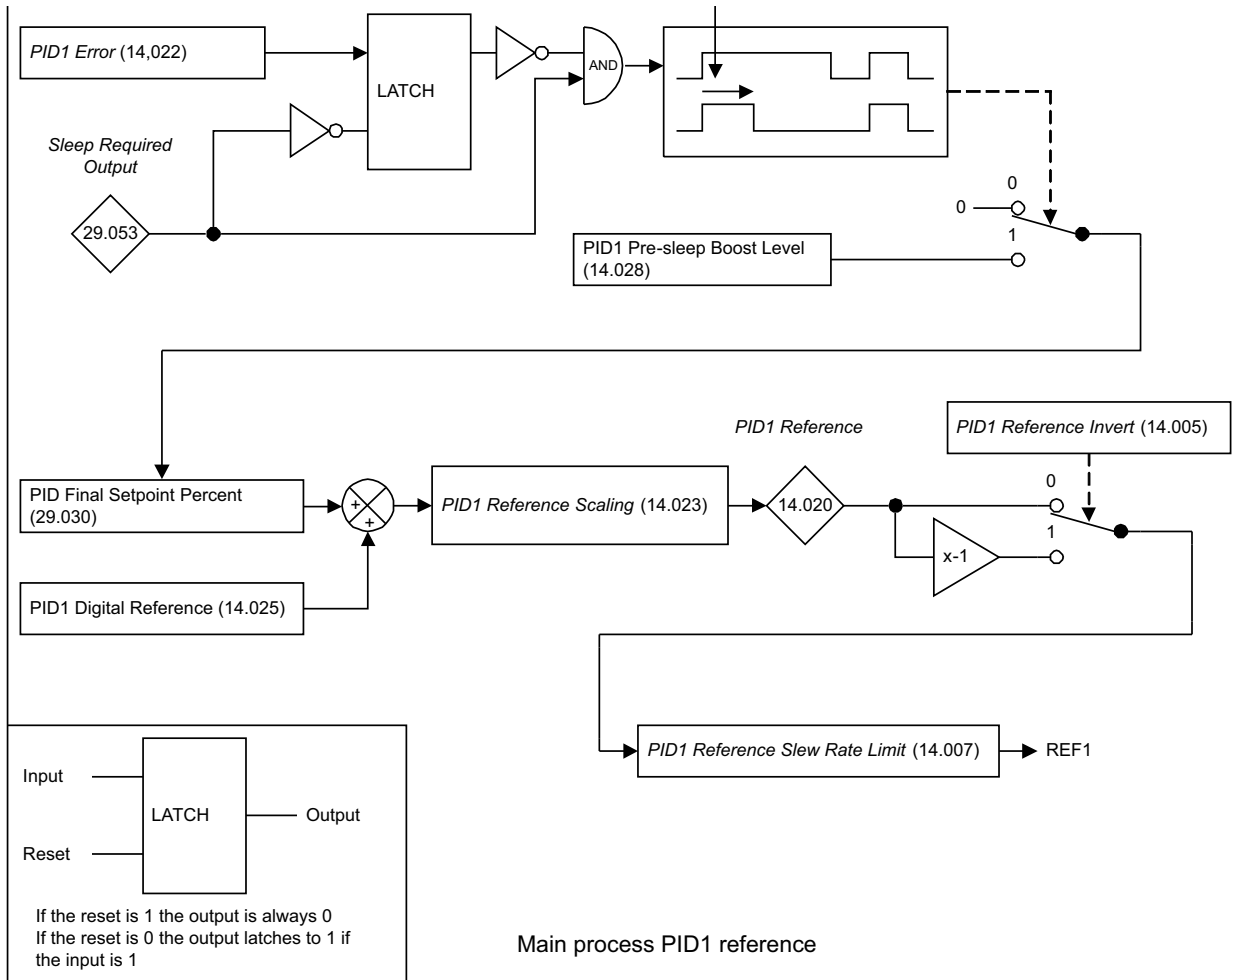 PID1 Error (14,022)
LATCH
AND
Sleep Required
Output
29.053
0
0
1
PID1 Pre-sleep Boost Level
(14.028)
PID1 Reference
PID1 Reference Invert (14.005)
PID Final Setpoint Percent
(29.030)
+
+
PID1 Reference Scaling (14.023)
14.020
0
1
x-1
PID1 Digital Reference (14.025)
PID1 Reference Slew Rate Limit (14.007)
REF1
Input
LATCH
Output
Reset
If the reset is 1 the output is always 0
If the reset is 0 the output latches to 1 if
the input is 1
Main process PID1 reference